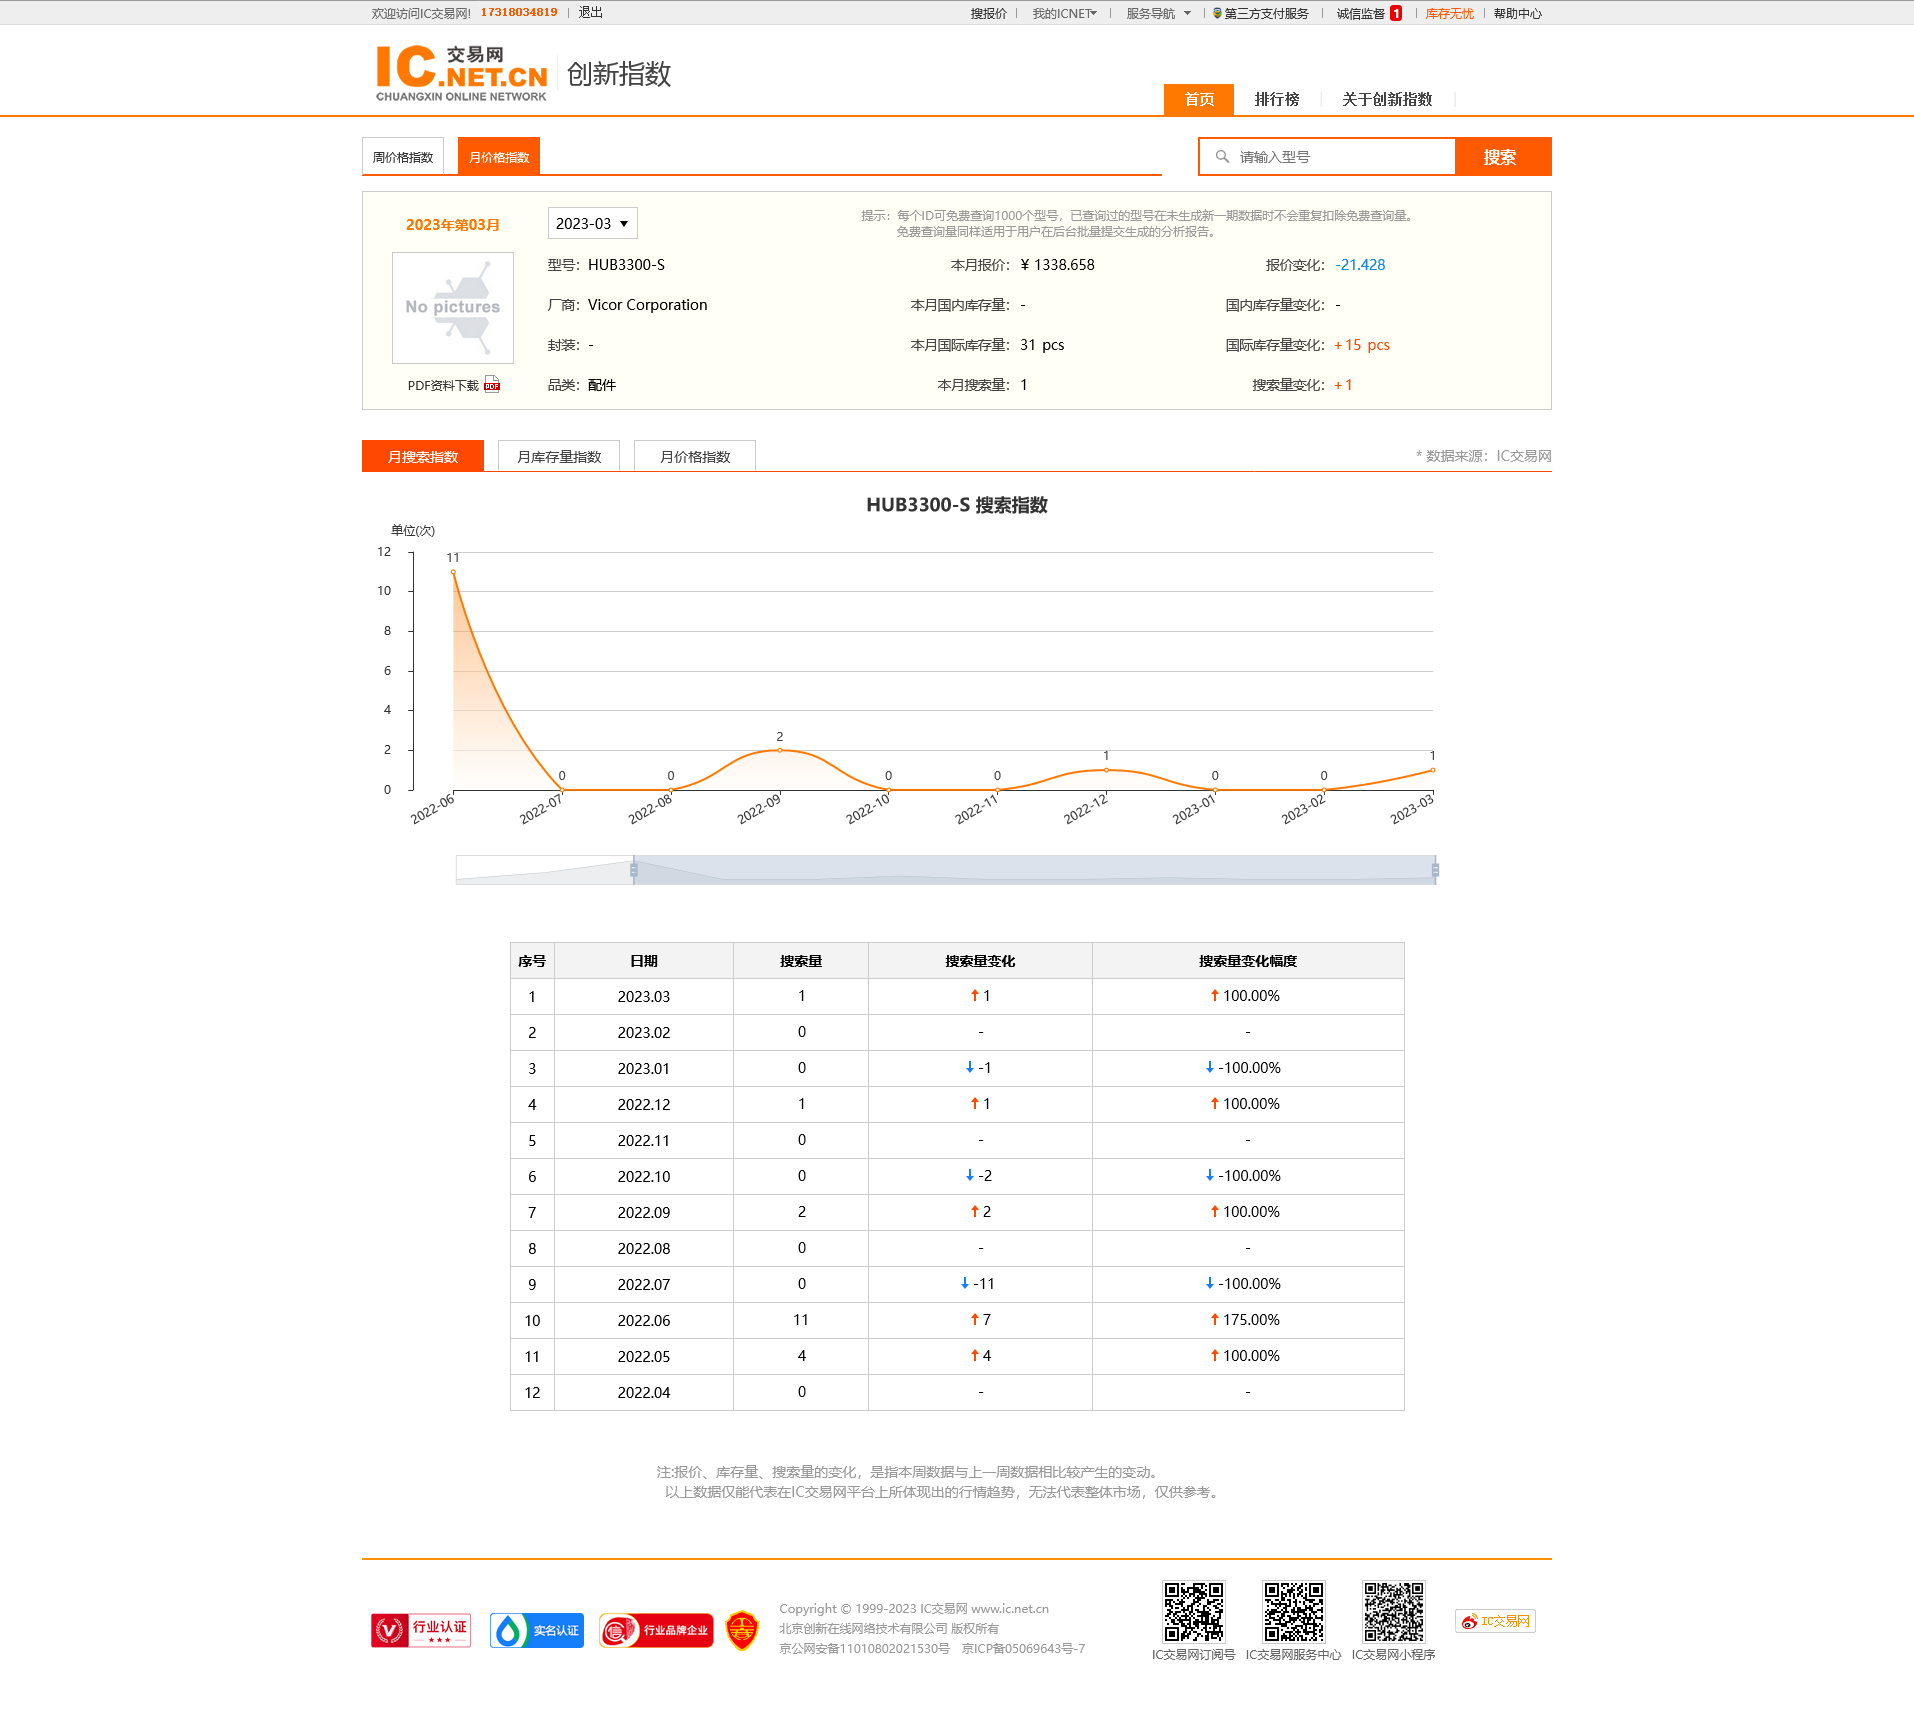 欢迎访问IC交易网! 17318034819 退出 搜报价 我的ICNET 服务导航 第三方支付服务 诚信监督 1 库存无忧 帮助中心
IC.NET.CN 交易网
CHUANGXIN ONLINE NETWORK
创新指数
首页 排行榜 关于创新指数
周价格指数 月价格指数 请输入型号 搜索
2023年第03月 2023-03
提示：每个ID可免费查询1000个型号，已查询过的型号在未生成新一期数据时不会重复扣除免费查询量。
免费查询量同样适用于用户在后台批量提交生成的分析报告。
No pictures
PDF资料下载 PDF
型号：HUB3300-S 本月报价：¥ 1338.658 报价变化：-21.428
厂商：Vicor Corporation 本月国内库存量：- 国内库存量变化：-
封装：- 本月国际库存量：31 pcs 国际库存量变化：+15 pcs
品类：配件 本月搜索量：1 搜索量变化：+1
月搜索指数 月库存量指数 月价格指数 * 数据来源：IC交易网
HUB3300-S 搜索指数
单位(次)
12
10
8
6
4
2
0
11 0 0 2 0 0 1 0 0 1
2022-06 2022-07 2022-08 2022-09 2022-10 2022-11 2022-12 2023-01 2023-02 2023-03
序号 日期 搜索量 搜索量变化 搜索量变化幅度
1 2023.03 1 ↑ 1 ↑ 100.00%
2 2023.02 0 - -
3 2023.01 0 ↓ -1 ↓ -100.00%
4 2022.12 1 ↑ 1 ↑ 100.00%
5 2022.11 0 - -
6 2022.10 0 ↓ -2 ↓ -100.00%
7 2022.09 2 ↑ 2 ↑ 100.00%
8 2022.08 0 - -
9 2022.07 0 ↓ -11 ↓ -100.00%
10 2022.06 11 ↑ 7 ↑ 175.00%
11 2022.05 4 ↑ 4 ↑ 100.00%
12 2022.04 0 - -
注:报价、库存量、搜索量的变化，是指本周数据与上一周数据相比较产生的变动。
以上数据仅能代表在IC交易网平台上所体现出的行情趋势，无法代表整体市场，仅供参考。
行业认证
实名认证
行业品牌企业
Copyright © 1999-2023 IC交易网 www.ic.net.cn
北京创新在线网络技术有限公司 版权所有
京公网安备11010802021530号 京ICP备05069643号-7
IC交易网订阅号 IC交易网服务中心 IC交易网小程序
IC交易网